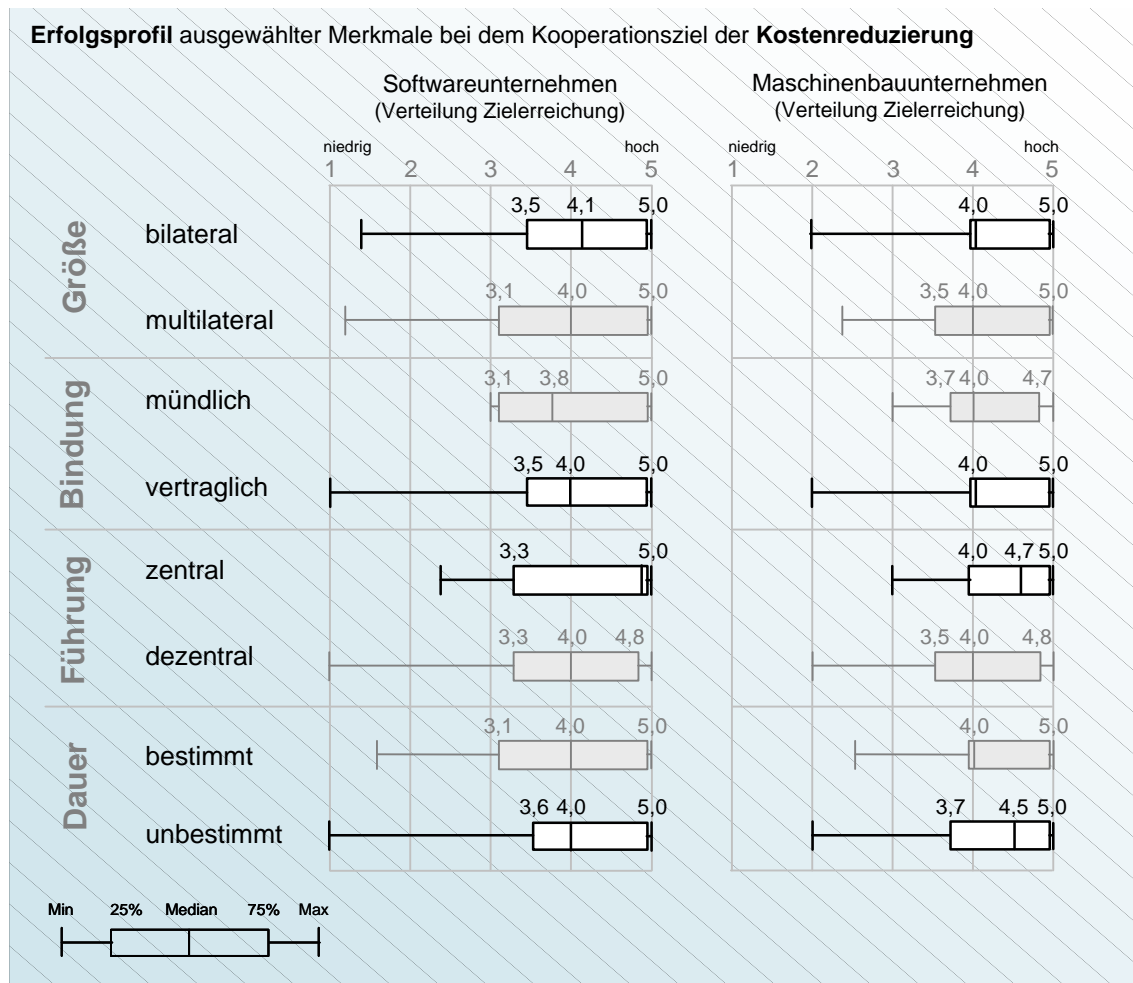 Erfolgsprofil ausgewählter Merkmale bei dem Kooperationsziel der Kostenreduzierung
Softwareunternehmen
(Verteilung Zielerreichung)
Maschinenbauunternehmen
(Verteilung Zielerreichung)
niedrig hoch
1 2 3 4 5
niedrig hoch
1 2 3 4 5
Größe
bilateral
3,5 4,1 5,0
4,0 5,0
multilateral
3,1 4,0 5,0
3,5 4,0 5,0
Bindung
mündlich
3,1 3,8 5,0
3,7 4,0 4,7
vertraglich
3,5 4,0 5,0
4,0 5,0
Führung
zentral
3,3 5,0
4,0 4,7 5,0
dezentral
3,3 4,0 4,8
3,5 4,0 4,8
Dauer
bestimmt
3,1 4,0 5,0
4,0 5,0
unbestimmt
3,6 4,0 5,0
3,7 4,5 5,0
Min 25% Median 75% Max